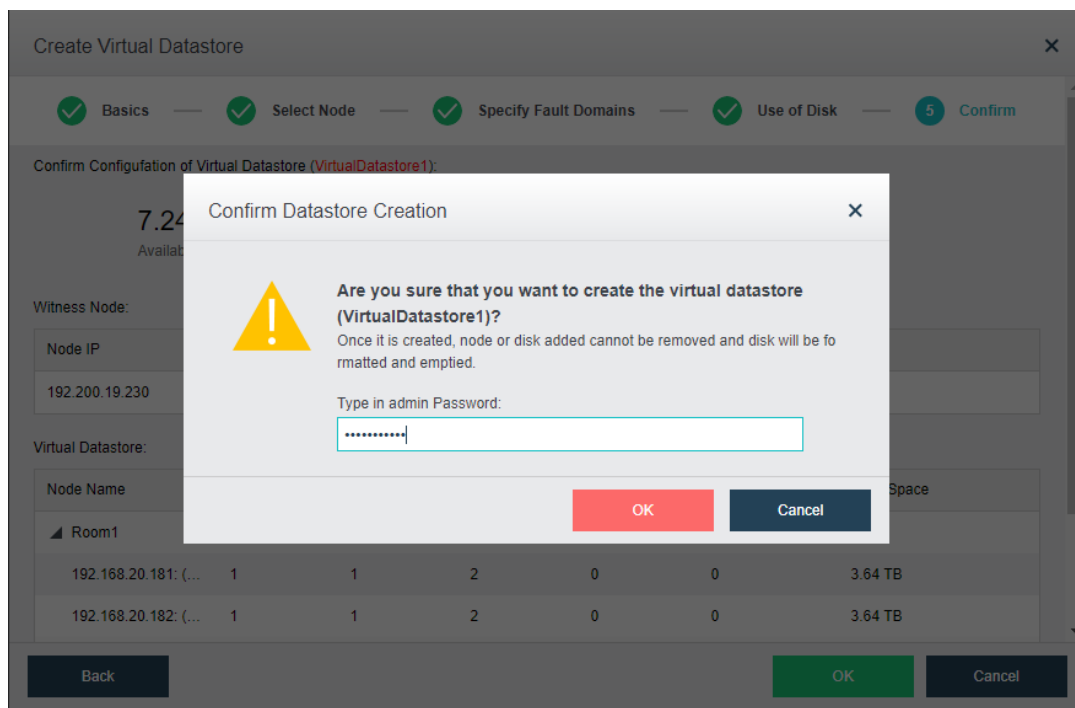 Create Virtual Datastore
Basics Select Node Specify Fault Domains Use of Disk 5 Confirm
Confirm Configufation of Virtual Datastore (VirtualDatastore1):
7.24
Confirm Datastore Creation
Are you sure that you want to create the virtual datastore
(VirtualDatastore1)?
Once it is created, node or disk added cannot be removed and disk will be fo
rmatted and emptied.
Type in admin Password:
OK Cancel
Witness Node:
Node IP
192.200.19.230
Virtual Datastore:
Node Name Space
Room1
192.168.20.181: (... 1 1 2 0 0 3.64 TB
192.168.20.182: (... 1 1 2 0 0 3.64 TB
Back OK Cancel